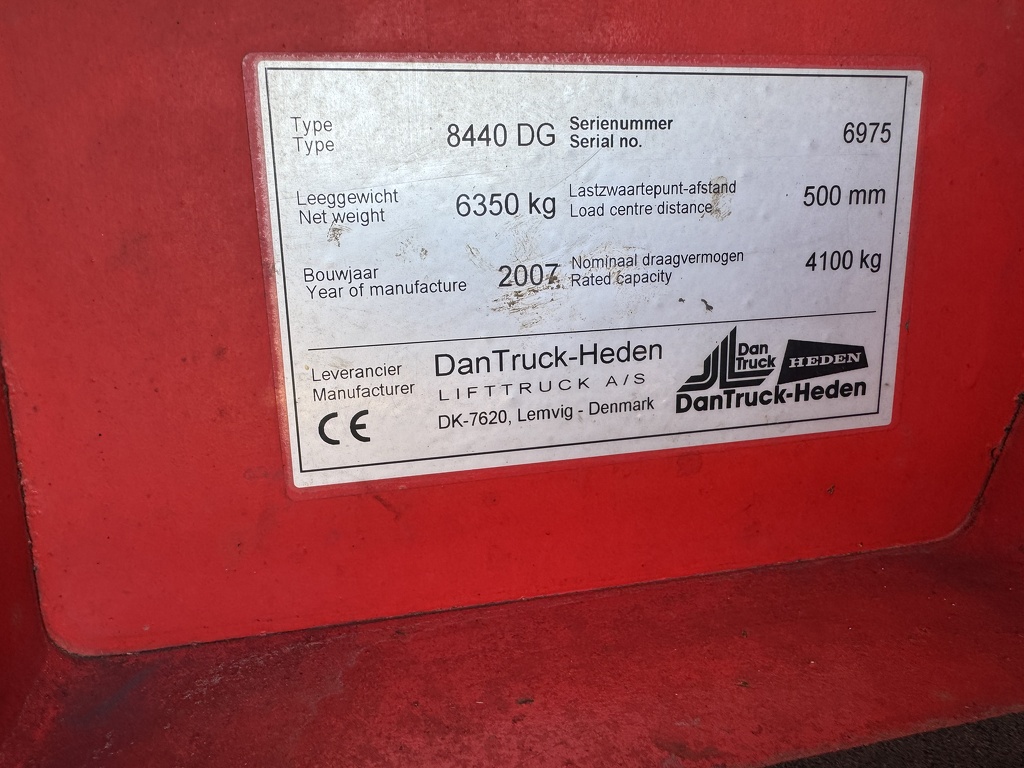 Type 8440 DG Serienummer 6975
Type Serial no.
Leeggewicht 6350 kg Lastzwaartepunt-afstand 500 mm
Net weight Load centre distance
Bouwjaar 2007 Nominaal draagvermogen 4100 kg
Year of manufacture Rated capacity
Leverancier DanTruck-Heden
Manufacturer LIFTTRUCK A/S
CE DK-7620, Lemvig - Denmark
Dan
Truck
HEDEN
DanTruck-Heden